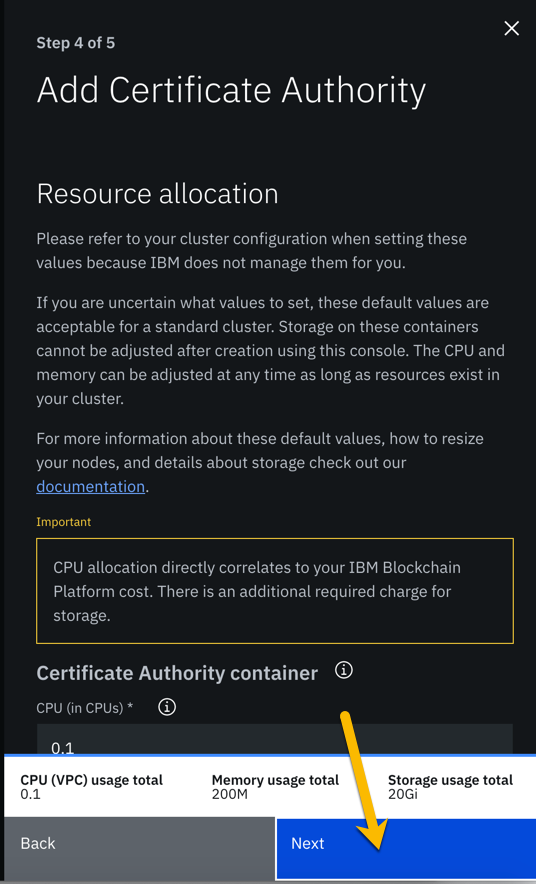 Step 4 of 5
Add Certificate Authority
Resource allocation
Please refer to your cluster configuration when setting these
values because IBM does not manage them for you.
If you are uncertain what values to set, these default values are
acceptable for a standard cluster. Storage on these containers
cannot be adjusted after creation using this console. The CPU and
memory can be adjusted at any time as long as resources exist in
your cluster.
For more information about these default values, how to resize
your nodes, and details about storage check out our
documentation.
Important
CPU allocation directly correlates to your IBM Blockchain
Platform cost. There is an additional required charge for
storage.
Certificate Authority container
CPU (in CPUs) *
0.1
CPU (VPC) usage total Memory usage total Storage usage total
0.1 200M 20Gi
Back Next